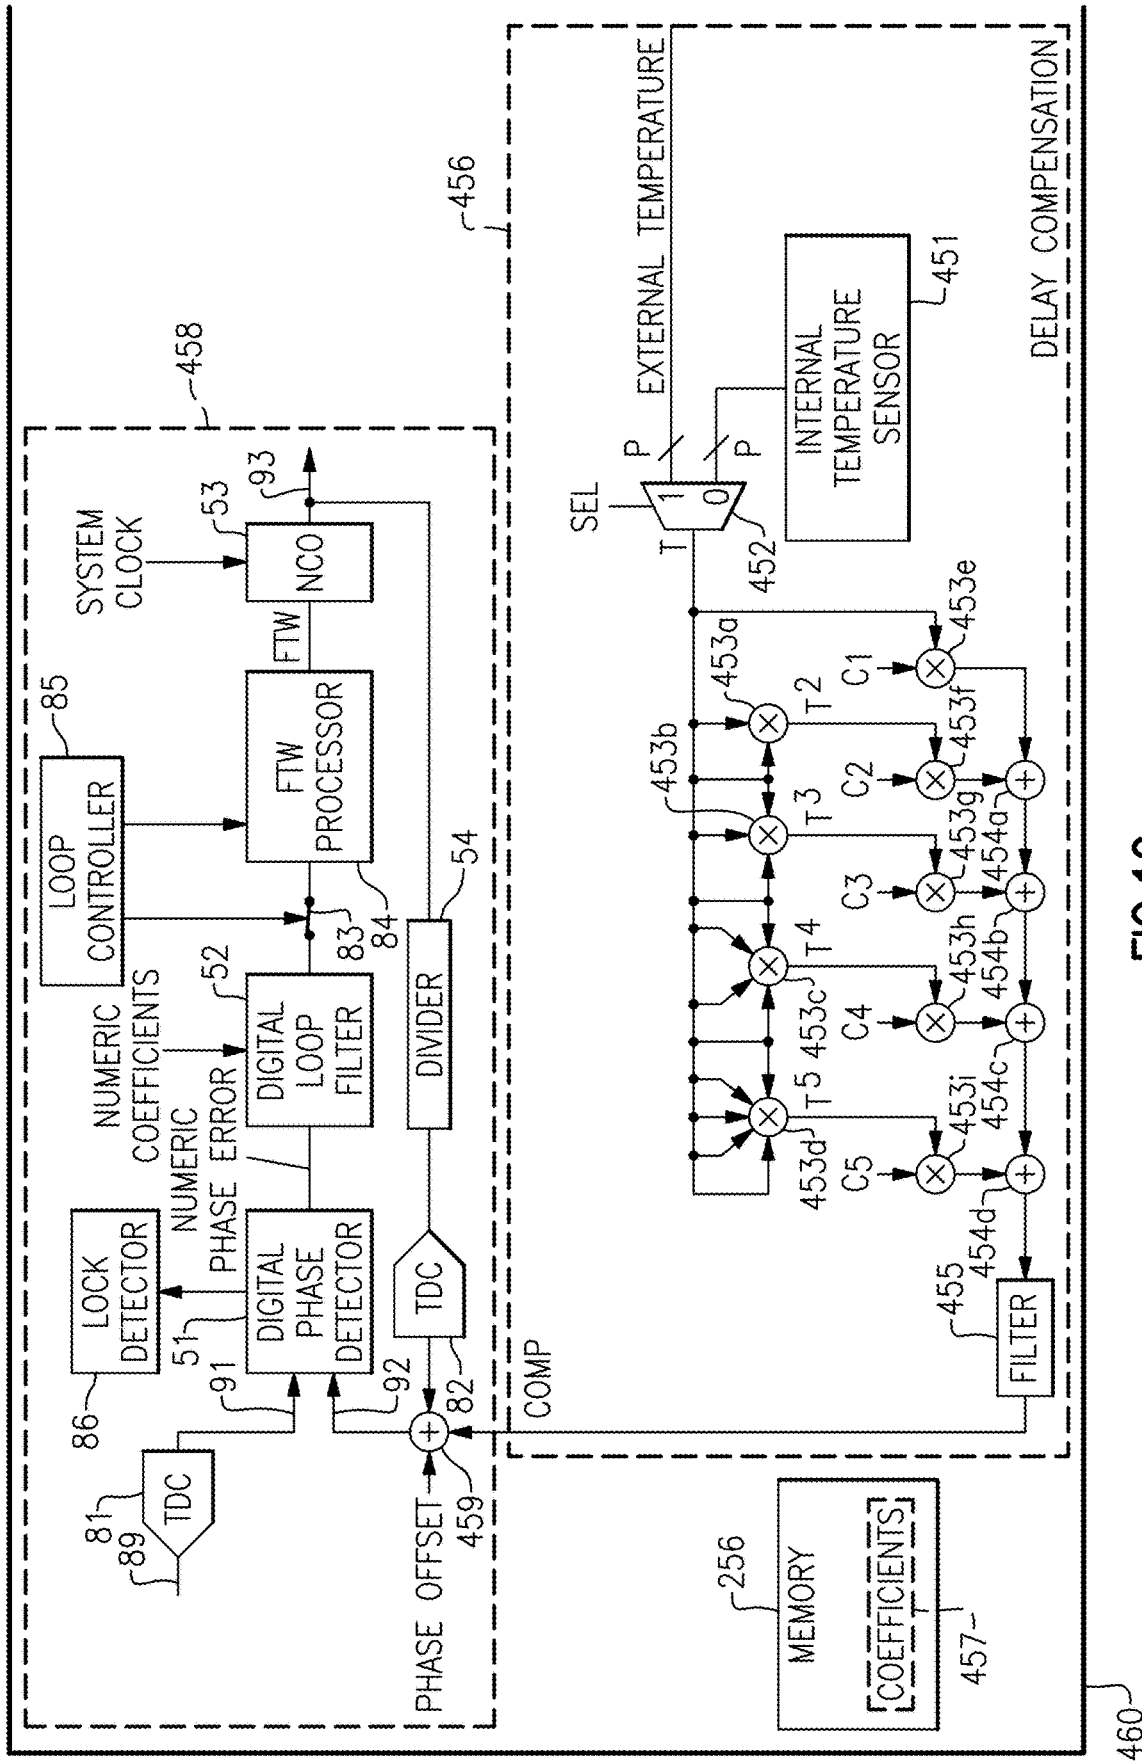 460
458
SYSTEM
CLOCK
85
LOOP
CONTROLLER
NUMERIC
COEFFICIENTS
NUMERIC
PHASE ERROR
LOCK
DETECTOR
86
81
TDC
89
91
51
DIGITAL
PHASE
DETECTOR
52
DIGITAL
LOOP
FILTER
83
FTW
PROCESSOR
84
FTW
53
NCO
93
92
PHASE OFFSET
459
82
TDC
DIVIDER
54
456
COMP
SEL
EXTERNAL TEMPERATURE
P
1
0
P
T
452
INTERNAL
TEMPERATURE
SENSOR
451
453a
453b
453c
453d
T2
T3
T4
T5
C5
C4
C3
C2
C1
453i
453h
453g
453f
453e
454d
454c
454b
454a
455
FILTER
DELAY COMPENSATION
256
MEMORY
COEFFICIENTS
457